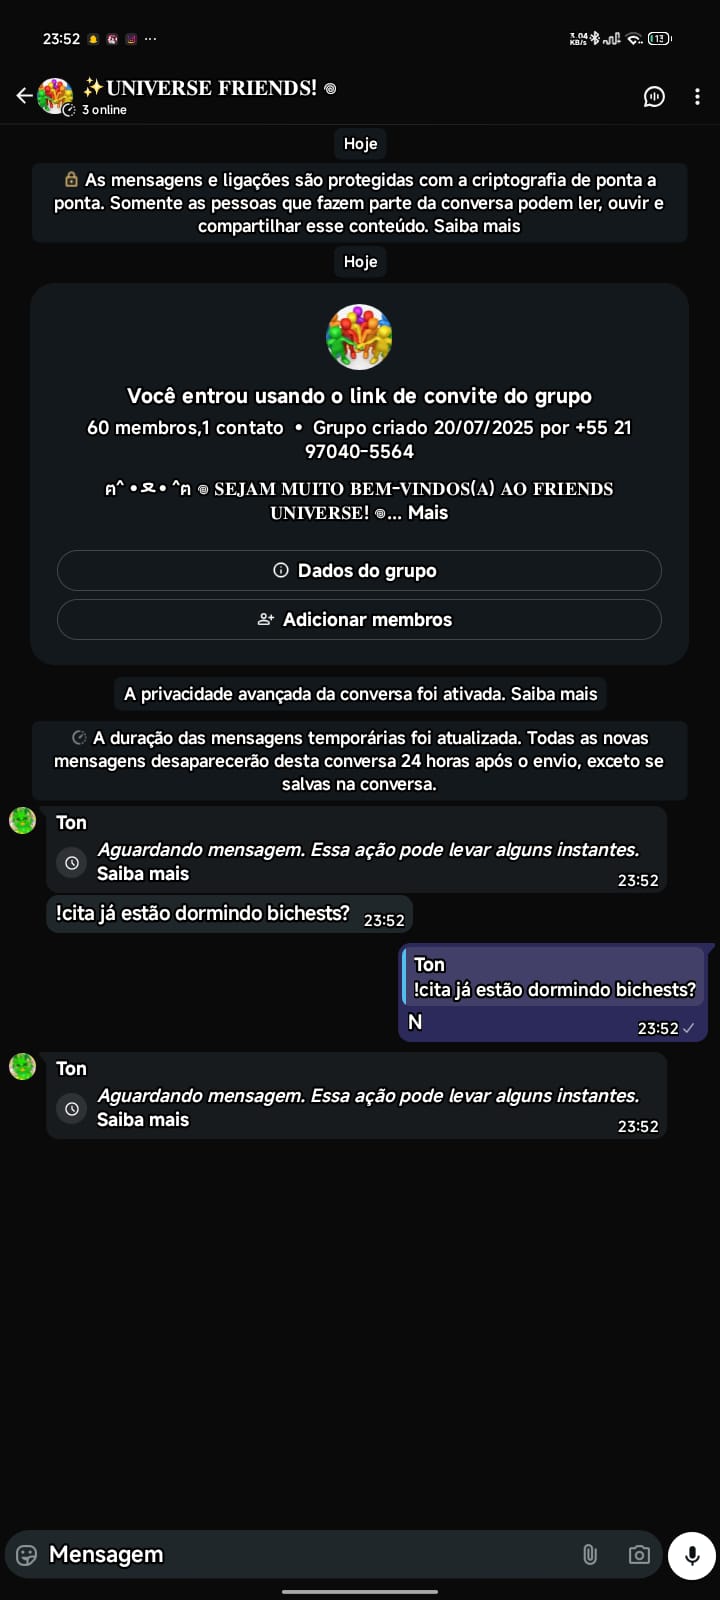 23:52 ...
3.04 KB/s 13
✨UNIVERSE FRIENDS! ࿐
3 online
Hoje
As mensagens e ligações são protegidas com a criptografia de ponta a
ponta. Somente as pessoas que fazem parte da conversa podem ler, ouvir e
compartilhar esse conteúdo. Saiba mais
Hoje
Você entrou usando o link de convite do grupo
60 membros,1 contato • Grupo criado 20/07/2025 por +55 21
97040-5564
SEJAM MUITO BEM-VINDOS(A) AO FRIENDS
UNIVERSE! ... Mais
Dados do grupo
Adicionar membros
A privacidade avançada da conversa foi ativada. Saiba mais
A duração das mensagens temporárias foi atualizada. Todas as novas
mensagens desaparecerão desta conversa 24 horas após o envio, exceto se
salvas na conversa.
Ton
Aguardando mensagem. Essa ação pode levar alguns instantes.
Saiba mais
23:52
!cita já estão dormindo bichests? 23:52
Ton
!cita já estão dormindo bichests?
N
23:52
Ton
Aguardando mensagem. Essa ação pode levar alguns instantes.
Saiba mais
23:52
Mensagem